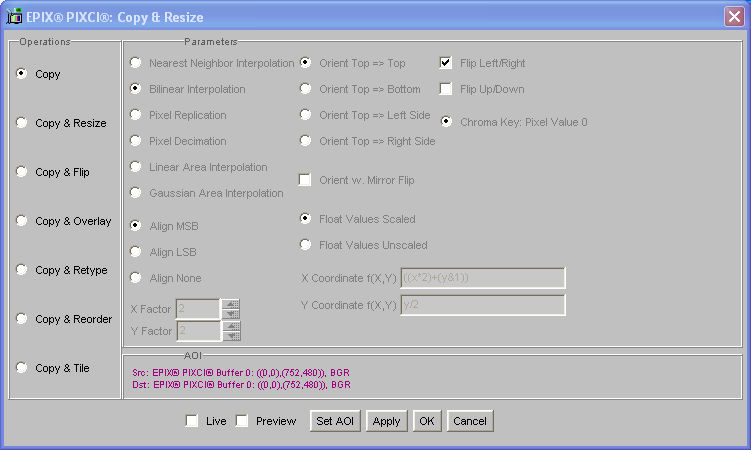 EPIX® PIXCI®: Copy & Resize
Operations
Copy
Copy & Resize
Copy & Flip
Copy & Overlay
Copy & Retype
Copy & Reorder
Copy & Tile
Parameters
Nearest Neighbor Interpolation
Bilinear Interpolation
Pixel Replication
Pixel Decimation
Linear Area Interpolation
Gaussian Area Interpolation
Align MSB
Align LSB
Align None
X Factor 2
Y Factor 2
Orient Top => Top
Orient Top => Bottom
Orient Top => Left Side
Orient Top => Right Side
Orient w. Mirror Flip
Float Values Scaled
Float Values Unscaled
X Coordinate f(X,Y) ((x*2)+(y&1))
Y Coordinate f(X,Y) y/2
Flip Left/Right
Flip Up/Down
Chroma Key: Pixel Value 0
AOI
Src: EPIX® PIXCI® Buffer 0: ((0,0),(752,480)), BGR
Dst: EPIX® PIXCI® Buffer 0: ((0,0),(752,480)), BGR
Live Preview Set AOI Apply OK Cancel